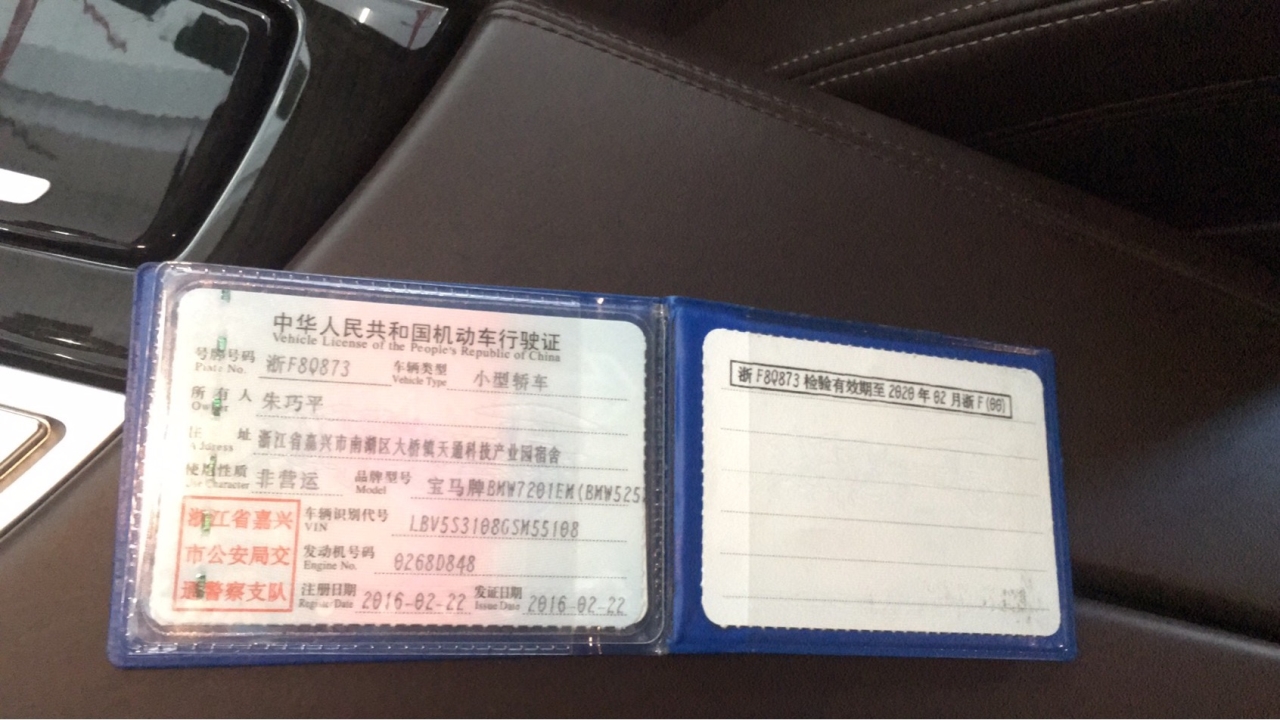 中华人民共和国机动车行驶证
Vehicle License of the People's Republic of China
号牌号码 浙F8Q873 车辆类型 小型轿车
Plate No. Vehicle Type
所有人 朱巧平
Owner
住址 浙江省嘉兴市南湖区大桥镇天通科技产业园宿舍
Address
使用性质 非营运 品牌型号 宝马牌BMW7201EM(BMW525
Use Character Model
浙江省嘉兴
市公安局交
通警察支队
车辆识别代号 LBV5S3108GSM55108
VIN
发动机号码 0268D848
Engine No.
注册日期 2016-02-22 发证日期 2016-02-22
Register Date Issue Date
浙F8Q873检验有效期至2020年02月浙F(00)